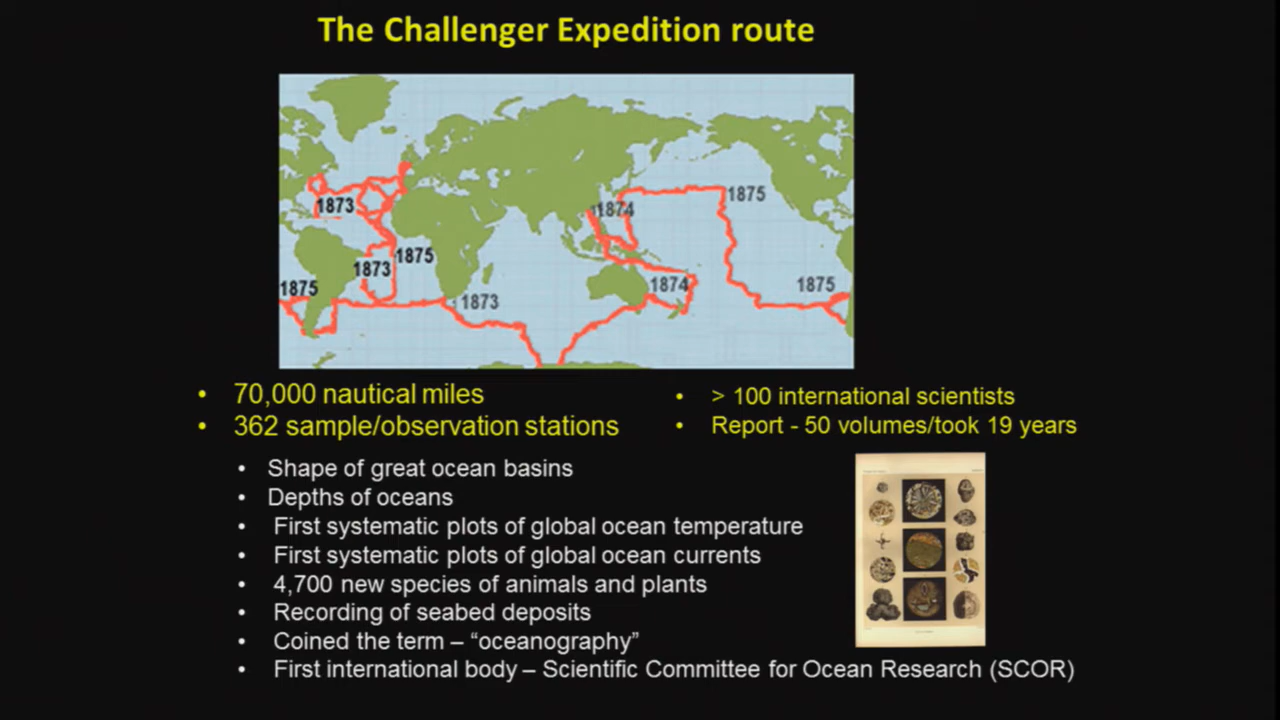 The Challenger Expedition route
1875
1873
1874
1873
1875
1873
1875
1874
1875
1873
• 70,000 nautical miles
• 362 sample/observation stations
• > 100 international scientists
• Report - 50 volumes/took 19 years
• Shape of great ocean basins
• Depths of oceans
• First systematic plots of global ocean temperature
• First systematic plots of global ocean currents
• 4,700 new species of animals and plants
• Recording of seabed deposits
• Coined the term – “oceanography”
• First international body – Scientific Committee for Ocean Research (SCOR)